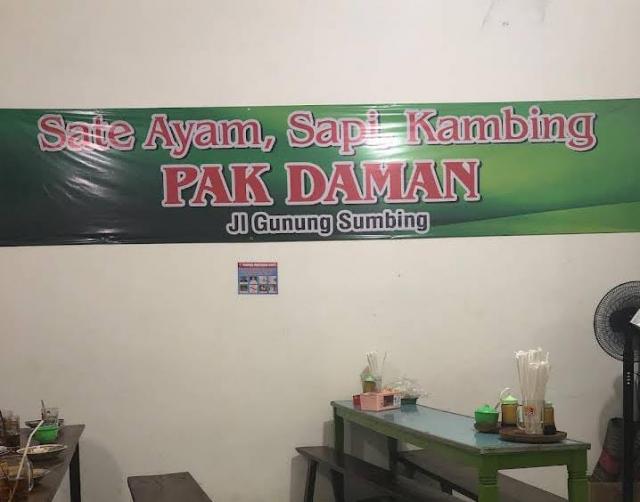 Sate Ayam, Sapi, Kambing
PAK DAMAN
Jl Gunung Sumbing